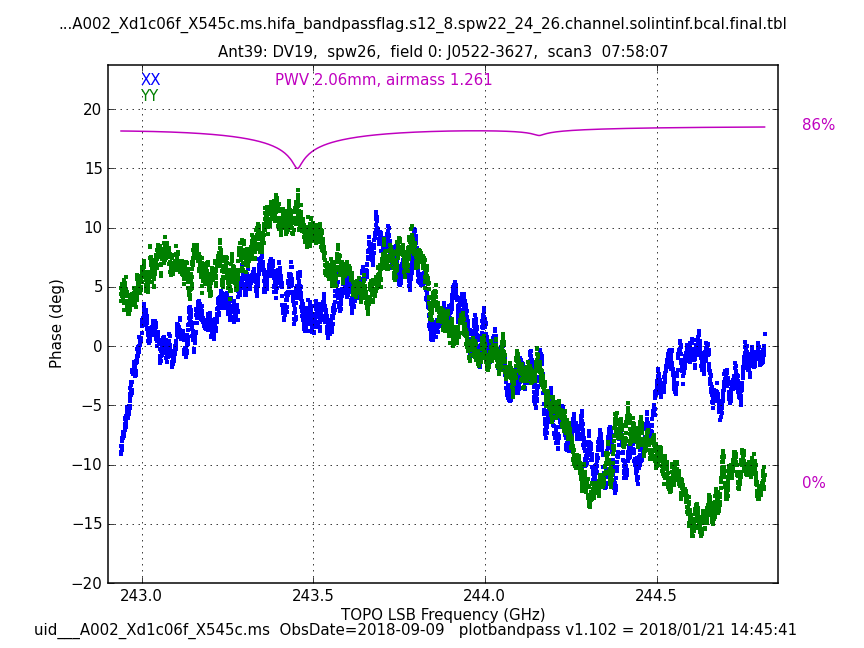 ...A002_Xd1c06f_X545c.ms.hifa_bandpassflag.s12_8.spw22_24_26.channel.solintinf.bcal.final.tbl
Ant39: DV19, spw26, field 0: J0522-3627, scan3 07:58:07
XX
PWV 2.06mm, airmass 1.261
YY
20
86%
15
10
5
Phase (deg)
0
−5
−10
0%
−15
−20
243.0 243.5 244.0 244.5
TOPO LSB Frequency (GHz)
uid___A002_Xd1c06f_X545c.ms ObsDate=2018-09-09 plotbandpass v1.102 = 2018/01/21 14:45:41